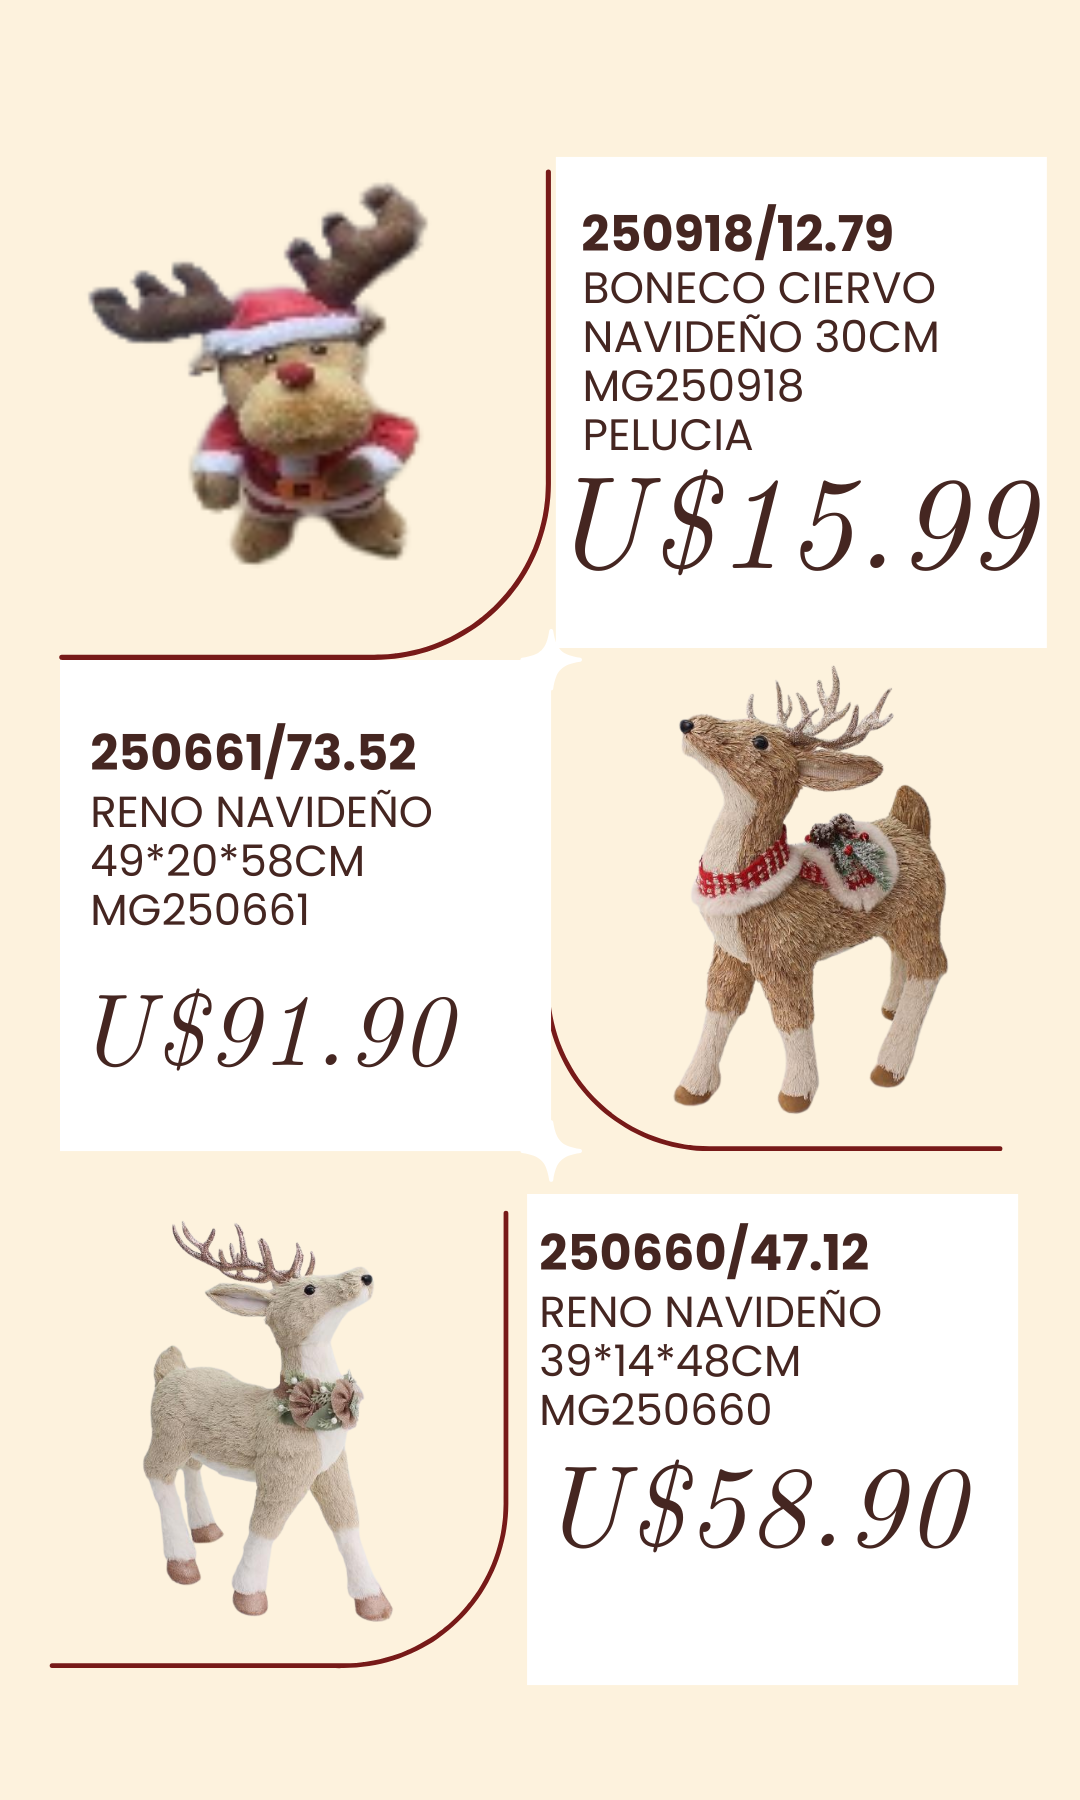 250918/12.79
BONECO CIERVO
NAVIDEÑO 30CM
MG250918
PELUCIA
U$15.99
250661/73.52
RENO NAVIDEÑO
49*20*58CM
MG250661
U$91.90
250660/47.12
RENO NAVIDEÑO
39*14*48CM
MG250660
U$58.90